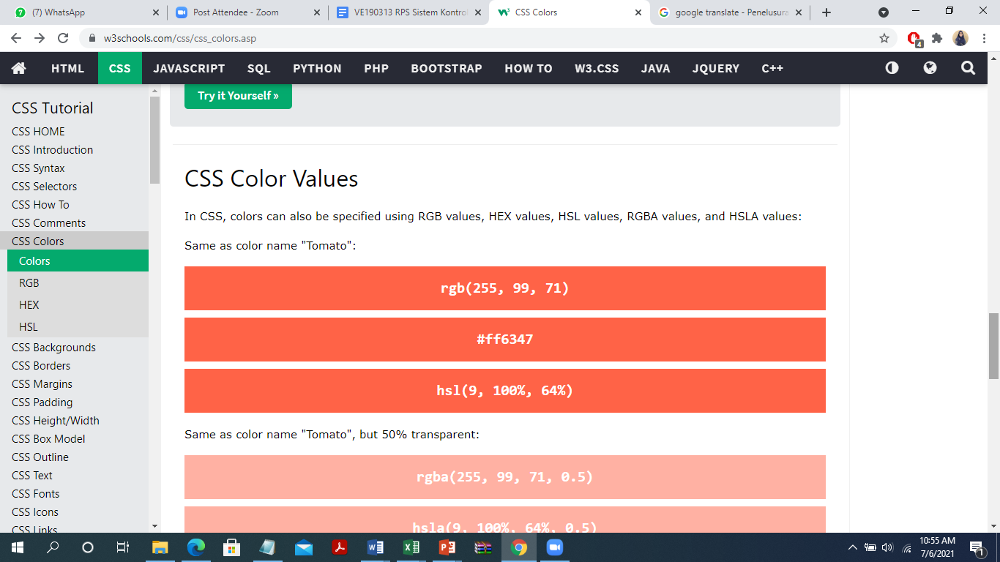 (7) WhatsApp
Post Attendee - Zoom
VE190313 RPS Sistem Kontrol
CSS Colors
google translate - Penelusura
w3schools.com/css/css_colors.asp
4
HTML CSS JAVASCRIPT SQL PYTHON PHP BOOTSTRAP HOW TO W3.CSS JAVA JQUERY C++
CSS Tutorial
CSS HOME
CSS Introduction
CSS Syntax
CSS Selectors
CSS How To
CSS Comments
CSS Colors
Colors
RGB
HEX
HSL
CSS Backgrounds
CSS Borders
CSS Margins
CSS Padding
CSS Height/Width
CSS Box Model
CSS Outline
CSS Text
CSS Fonts
CSS Icons
CSS Links
Try it Yourself »
CSS Color Values
In CSS, colors can also be specified using RGB values, HEX values, HSL values, RGBA values, and HSLA values:
Same as color name "Tomato":
rgb(255, 99, 71)
#ff6347
hsl(9, 100%, 64%)
Same as color name "Tomato", but 50% transparent:
rgba(255, 99, 71, 0.5)
hsla(9, 100%, 64%, 0.5)
10:55 AM
7/6/2021
1